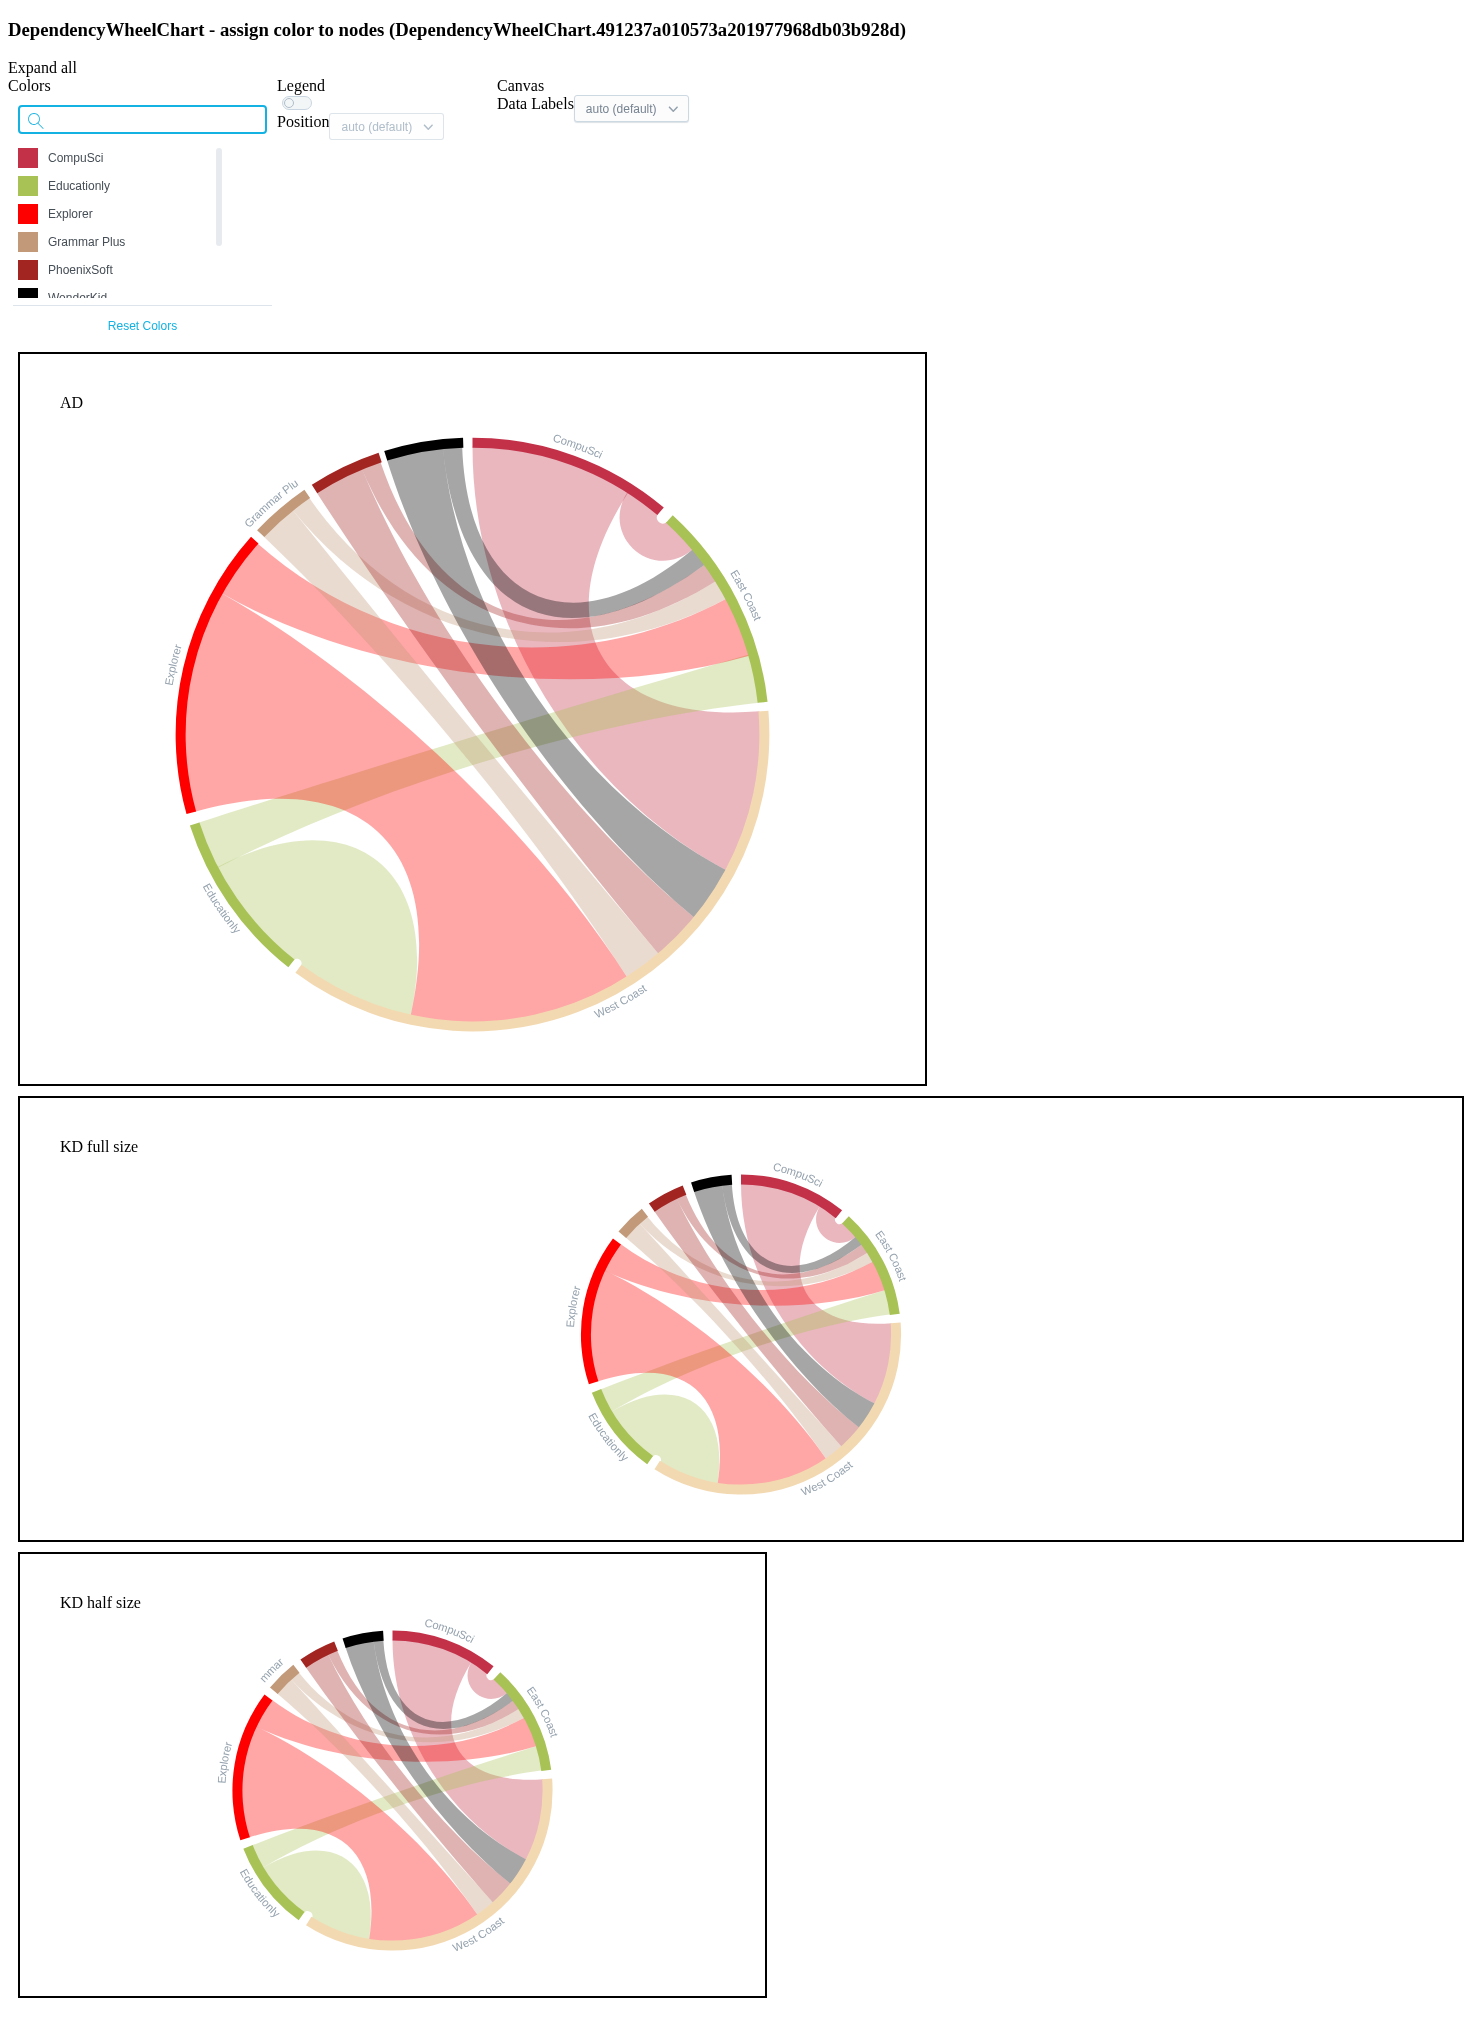 DependencyWheelChart - assign color to nodes (DependencyWheelChart.491237a010573a201977968db03b928d)
Expand all
Colors
CompuSci
Educationly
Explorer
Grammar Plus
PhoenixSoft
WonderKid
Reset Colors
Legend
Position auto (default)
Canvas
Data Labels auto (default)
AD
CompuSci
East Coast
West Coast
Educationly
Explorer
Grammar Plu
KD full size
CompuSci
East Coast
West Coast
Educationly
Explorer
KD half size
CompuSci
East Coast
West Coast
Educationly
Explorer
mmar